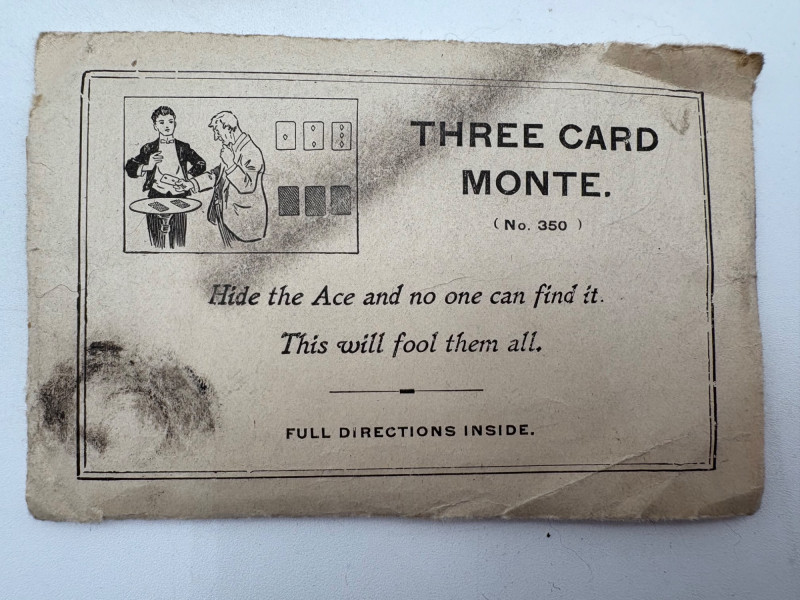 THREE CARD
MONTE.
( No. 350 )
Hide the Ace and no one can find it.
This will fool them all.
FULL DIRECTIONS INSIDE.